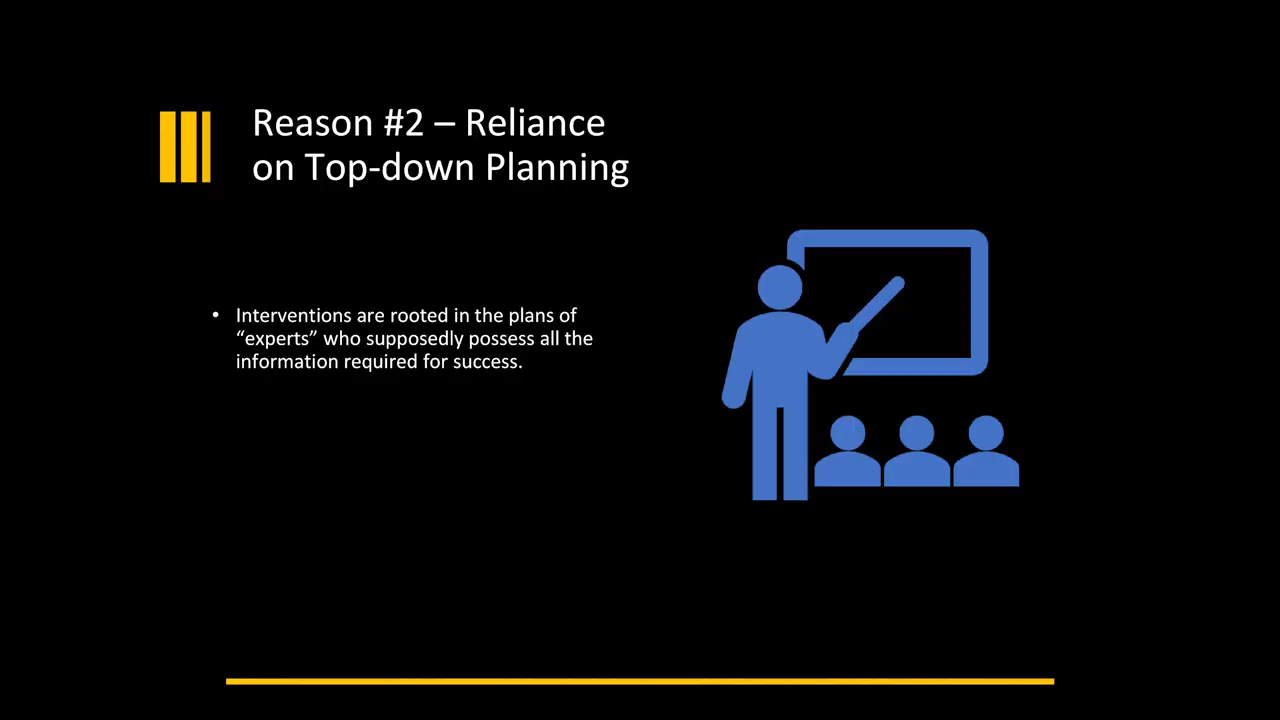 Reason #2 – Reliance
on Top-down Planning
• Interventions are rooted in the plans of
“experts” who supposedly possess all the
information required for success.